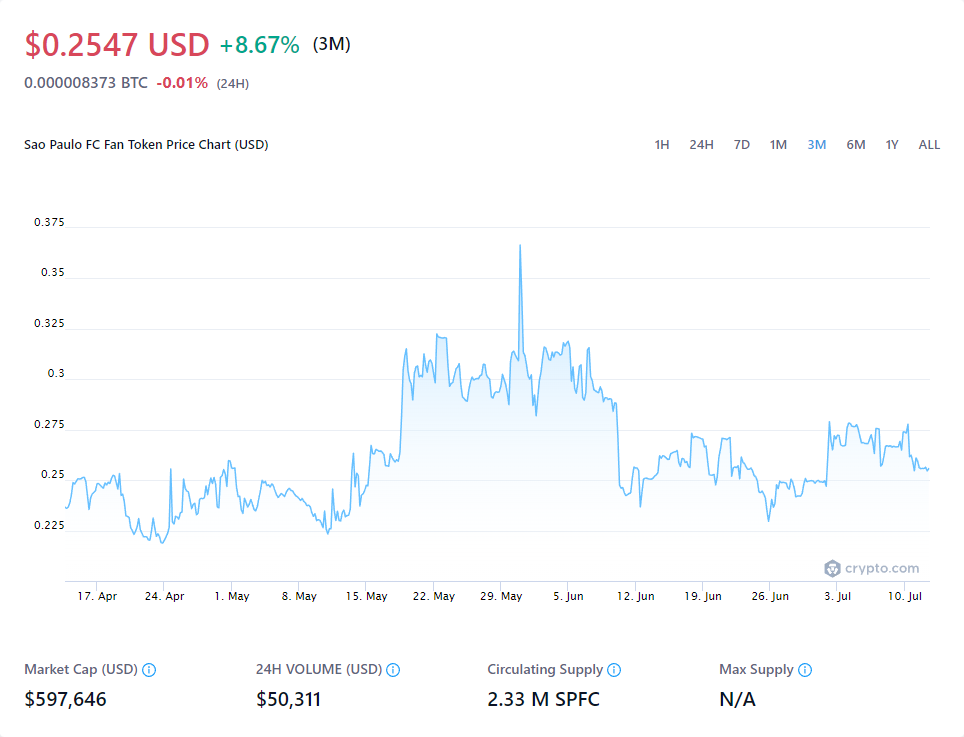 $0.2547 USD +8.67% (3M)
0.000008373 BTC -0.01% (24H)
Sao Paulo FC Fan Token Price Chart (USD) 1H 24H 7D 1M 3M 6M 1Y ALL
0.375
0.35
0.325
0.3
0.275
0.25
0.225
crypto.com
17. Apr 24. Apr 1. May 8. May 15. May 22. May 29. May 5. Jun 12. Jun 19. Jun 26. Jun 3. Jul 10. Jul
Market Cap (USD) 24H VOLUME (USD) Circulating Supply Max Supply
$597,646 $50,311 2.33 M SPFC N/A